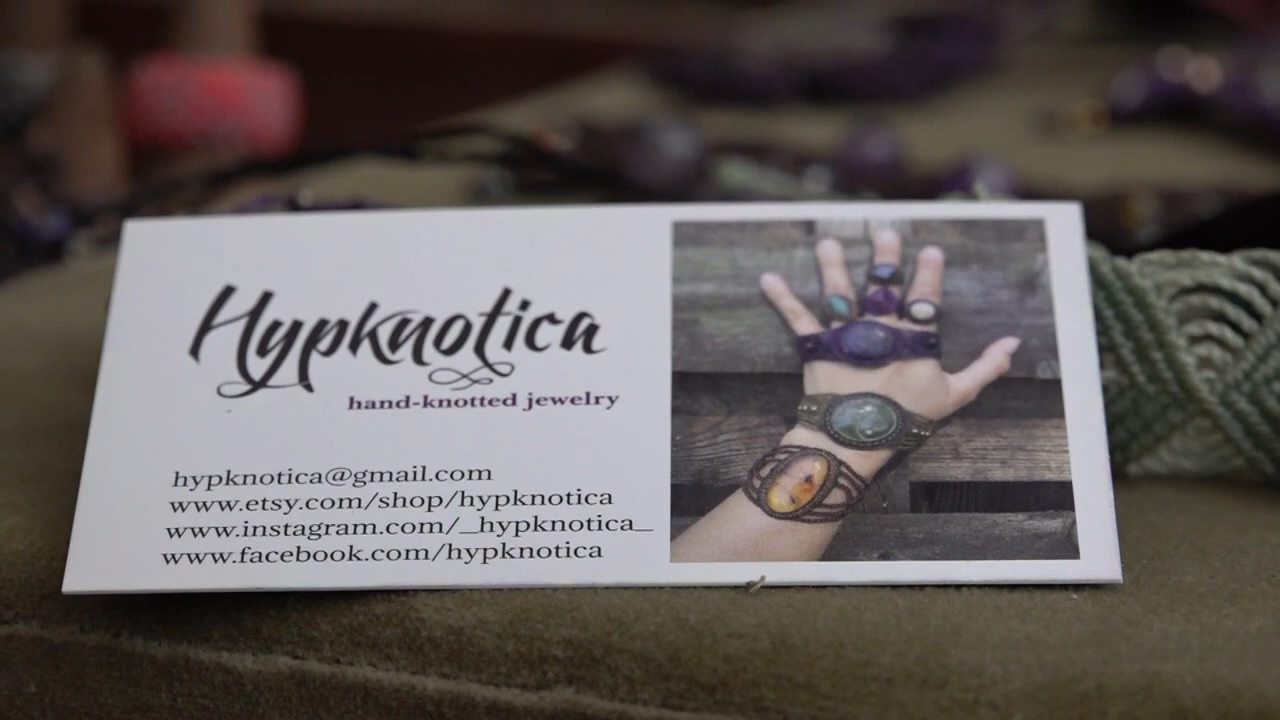 Hypknotica
hand-knotted jewelry
hypknotica@gmail.com
www.etsy.com/shop/hypknotica
www.instagram.com/_hypknotica_
www.facebook.com/hypknotica